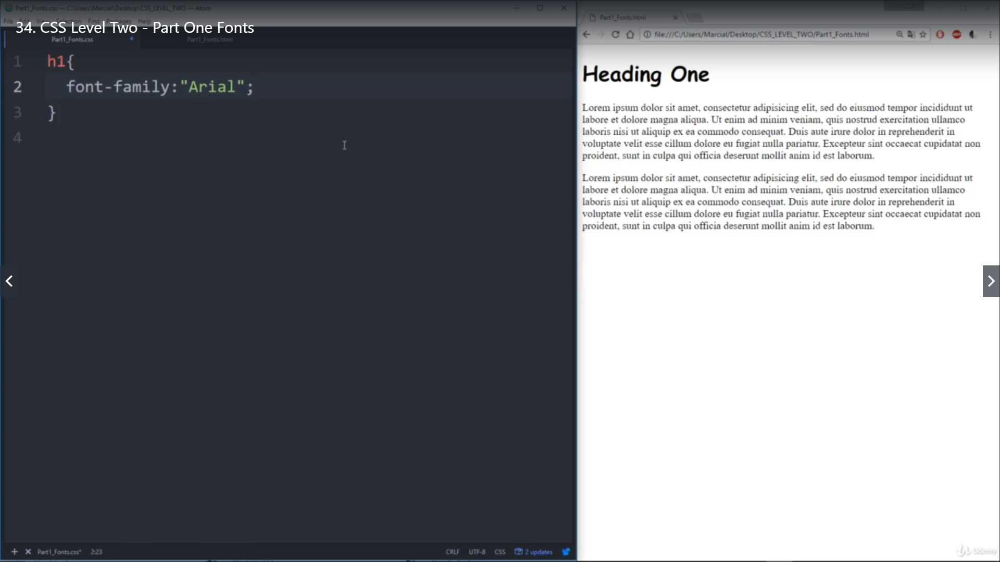 Part1_Fonts.css — C:\Users\Marcial\Desktop\CSS_LEVEL_TWO — Atom
File Edit View Selection Find Packages Help
34. CSS Level Two - Part One Fonts
Part1_Fonts.css
Part1_Fonts.html
1 h1{
2 font-family:"Arial";
3 }
4
+ × Part1_Fonts.css* 2:23
CRLF UTF-8 CSS 2 updates
Part1_Fonts.html
file:///C:/Users/Marcial/Desktop/CSS_LEVEL_TWO/Part1_Fonts.html
ABP
Heading One
Lorem ipsum dolor sit amet, consectetur adipisicing elit, sed do eiusmod tempor incididunt ut
labore et dolore magna aliqua. Ut enim ad minim veniam, quis nostrud exercitation ullamco
laboris nisi ut aliquip ex ea commodo consequat. Duis aute irure dolor in reprehenderit in
voluptate velit esse cillum dolore eu fugiat nulla pariatur. Excepteur sint occaecat cupidatat non
proident, sunt in culpa qui officia deserunt mollit anim id est laborum.
Lorem ipsum dolor sit amet, consectetur adipisicing elit, sed do eiusmod tempor incididunt ut
labore et dolore magna aliqua. Ut enim ad minim veniam, quis nostrud exercitation ullamco
laboris nisi ut aliquip ex ea commodo consequat. Duis aute irure dolor in reprehenderit in
voluptate velit esse cillum dolore eu fugiat nulla pariatur. Excepteur sint occaecat cupidatat non
proident, sunt in culpa qui officia deserunt mollit anim id est laborum.
Udemy